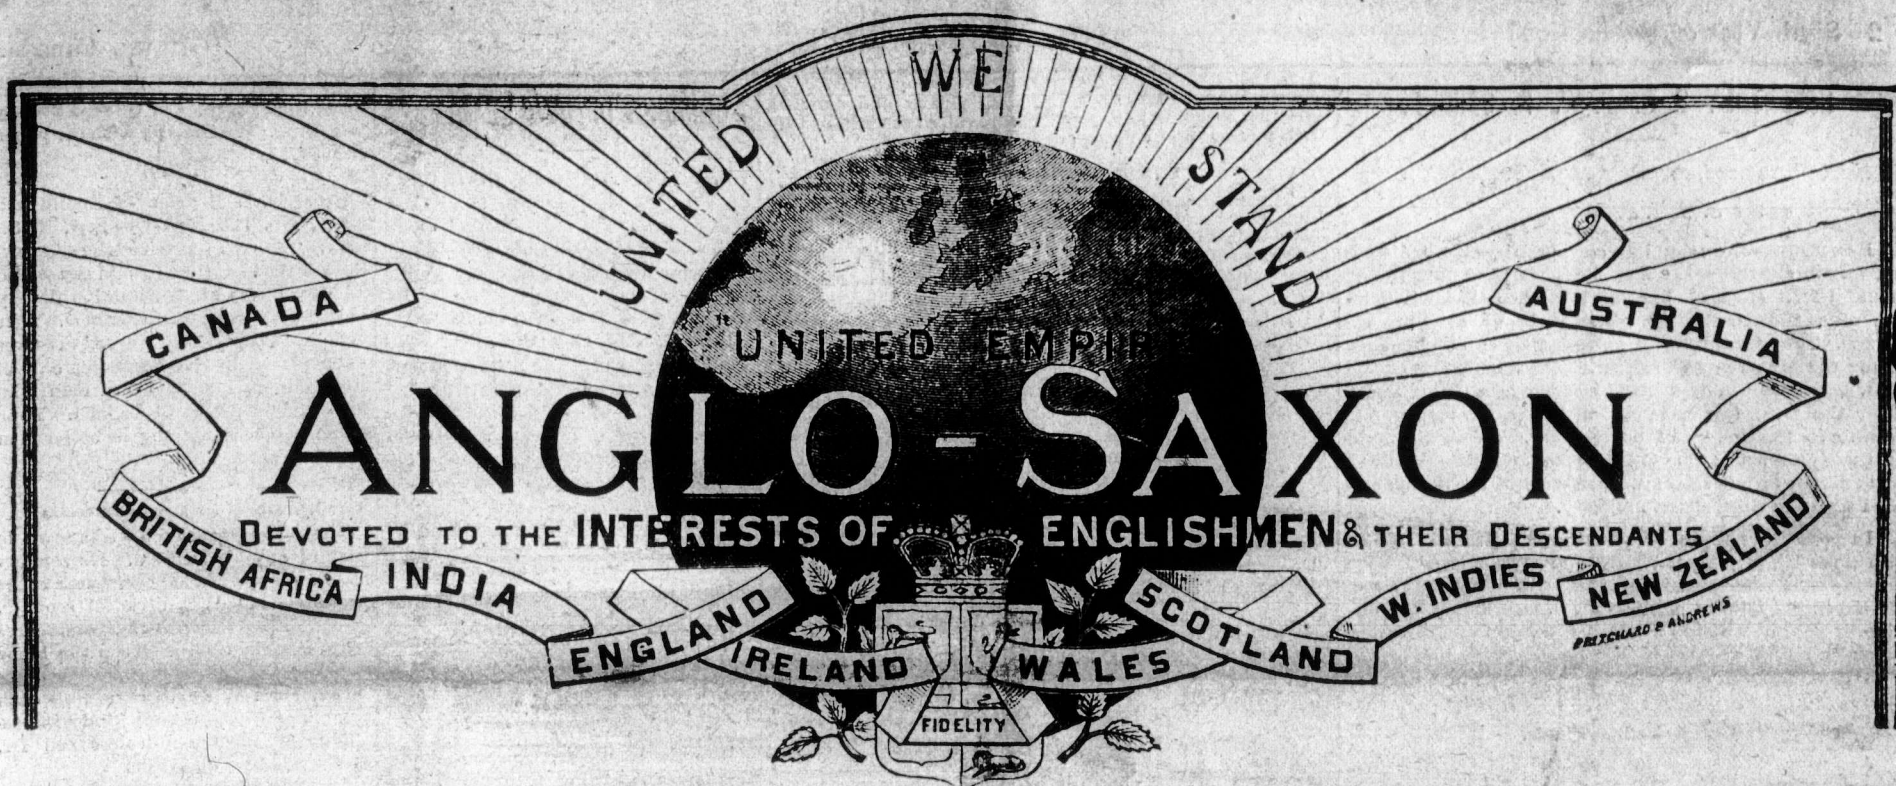 UNITED WE STAND
"UNITED EMPIR
ANGLO-SAXON
DEVOTED TO THE INTERESTS OF ENGLISHMEN & THEIR DESCENDANTS
CANADA
BRITISH AFRICA
INDIA
ENGLAND
IRELAND
WALES
SCOTLAND
W. INDIES
NEW ZEALAND
AUSTRALIA
FIDELITY
PRITCHARD & ANDREWS